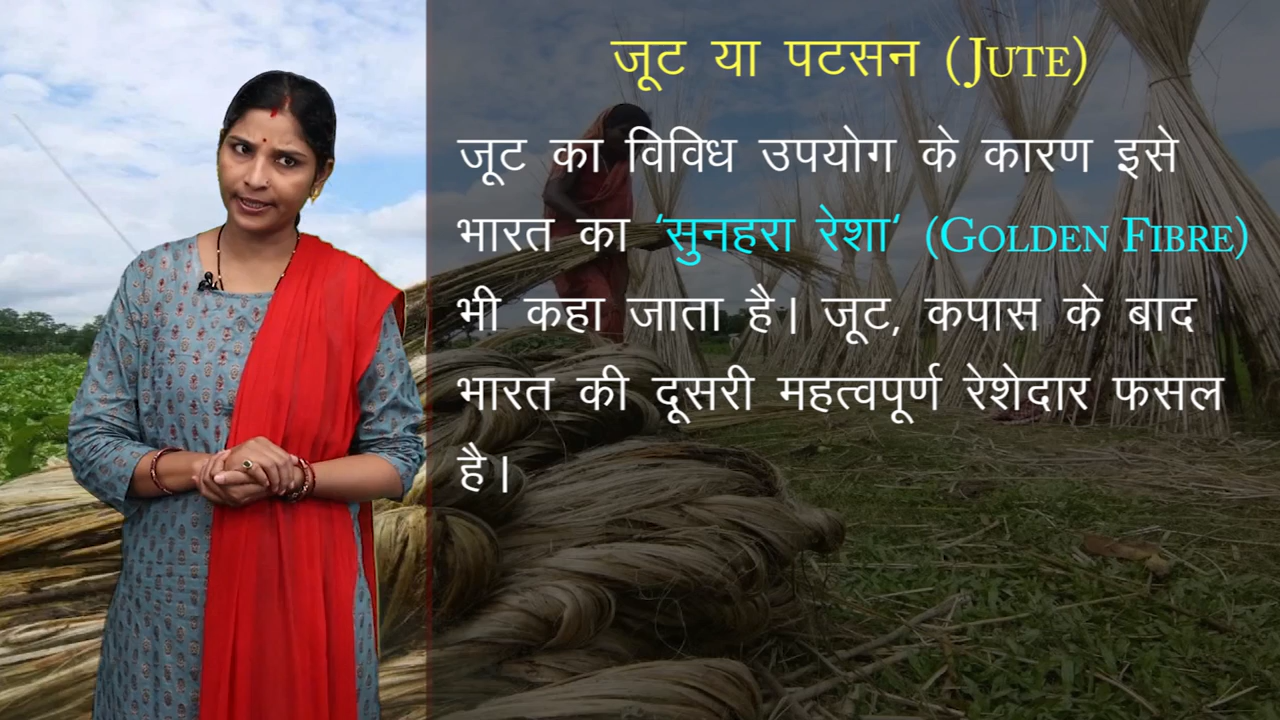 जूट या पटसन (JUTE)
जूट का विविध उपयोग के कारण इसे
भारत का ‘सुनहरा रेशा‘ (GOLDEN FIBRE)
भी कहा जाता है। जूट, कपास के बाद
भारत की दूसरी महत्वपूर्ण रेशेदार फसल
है।